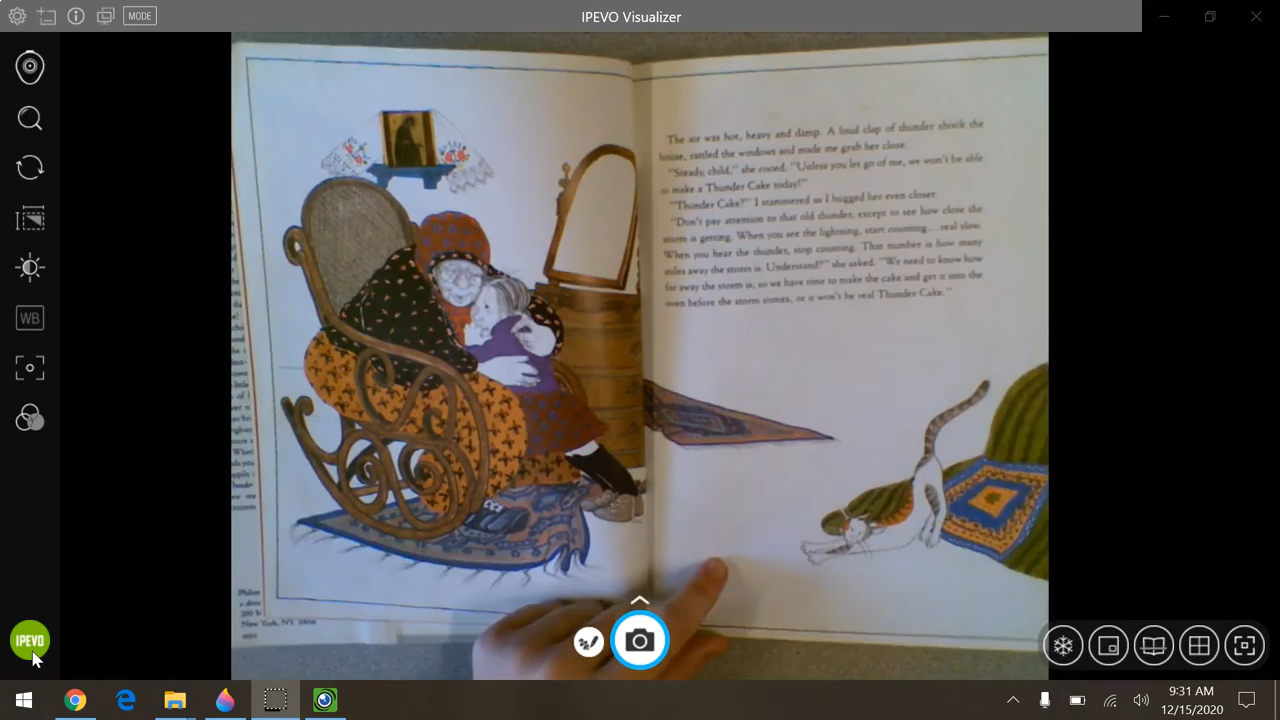 MODE
IPEVO Visualizer
The air was hot, heavy and damp. A loud clap of thunder shook the
house, rattled the windows and made me grab her close.
"Steady, child," she cooed. "Unless you let go of me, we won't be able
to make a Thunder Cake today!"
"Thunder Cake?" I stammered as I hugged her even closer.
"Don't pay attention to that old thunder, except to see how close the
storm is getting. When you see the lightning, start counting...real slow.
When you hear the thunder, stop counting. That number is how many
miles away the storm is. Understand?" she asked. "We need to know how
far away the storm is, so we have time to make the cake and get it into the
oven before the storm comes, or it won't be real Thunder Cake."
WB
New York, NY
IPEVO
9:31 AM
12/15/2020